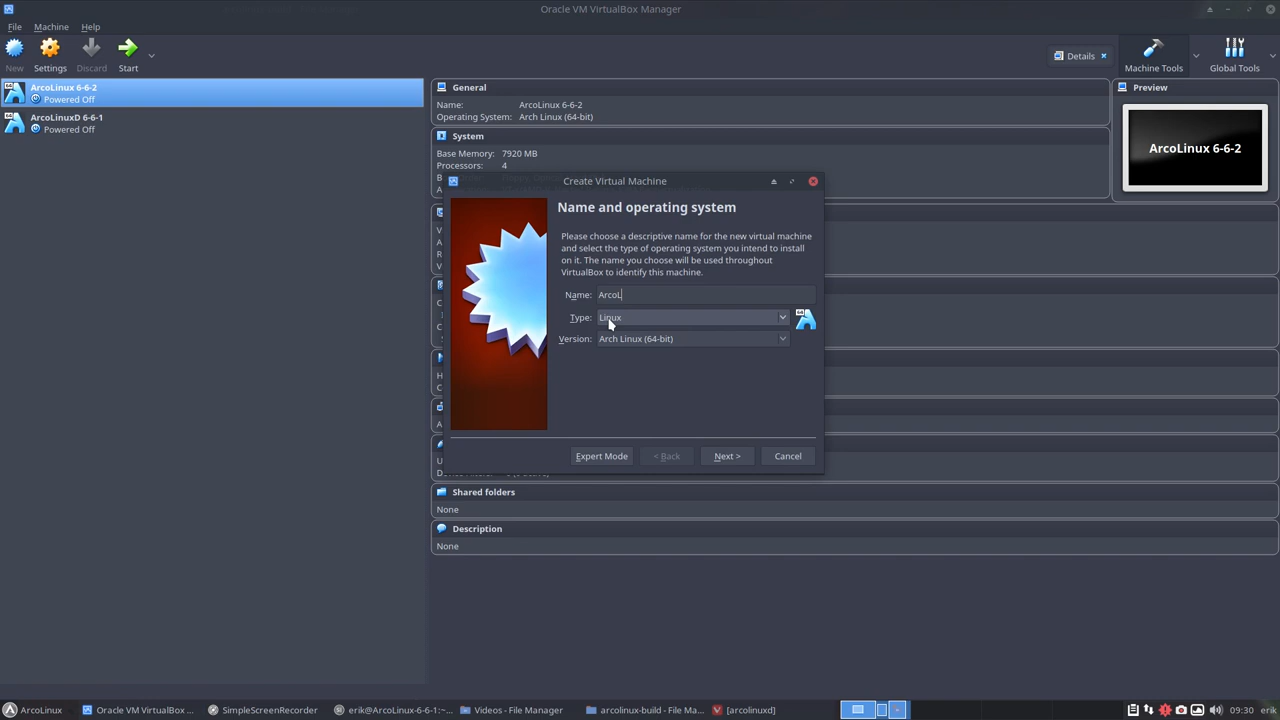 Oracle VM VirtualBox Manager
File Machine Help
New Settings Discard Start
Details
Machine Tools
Global Tools
ArcoLinux 6-6-2
Powered Off
ArcoLinuxD 6-6-1
Powered Off
General
Name: ArcoLinux 6-6-2
Operating System: Arch Linux (64-bit)
System
Base Memory: 7920 MB
Processors: 4
Preview
ArcoLinux 6-6-2
Create Virtual Machine
Name and operating system
Please choose a descriptive name for the new virtual machine
and select the type of operating system you intend to install
on it. The name you choose will be used throughout
VirtualBox to identify this machine.
Name: ArcoL
Type: Linux
Version: Arch Linux (64-bit)
Expert Mode < Back Next > Cancel
Shared folders
None
Description
None
ArcoLinux Oracle VM VirtualBox ... SimpleScreenRecorder erik@ArcoLinux-6-6-1:~... Videos - File Manager arcolinux-build - File Ma... [arcolinuxd] 09:30 erik